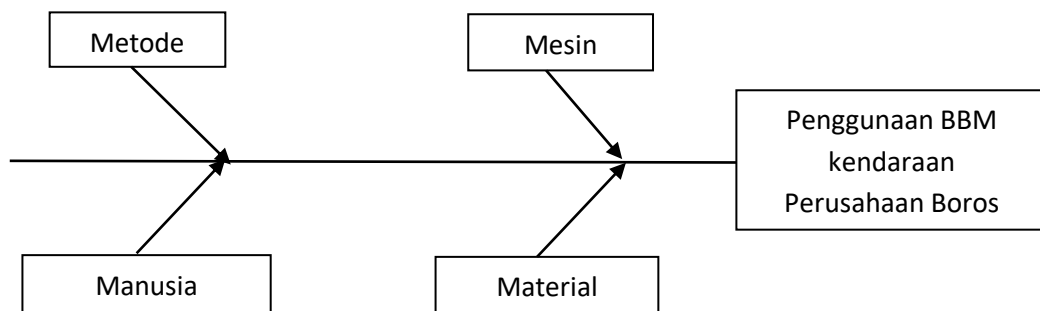 Metode
Mesin
Penggunaan BBM
kendaraan
Perusahaan Boros
Manusia
Material